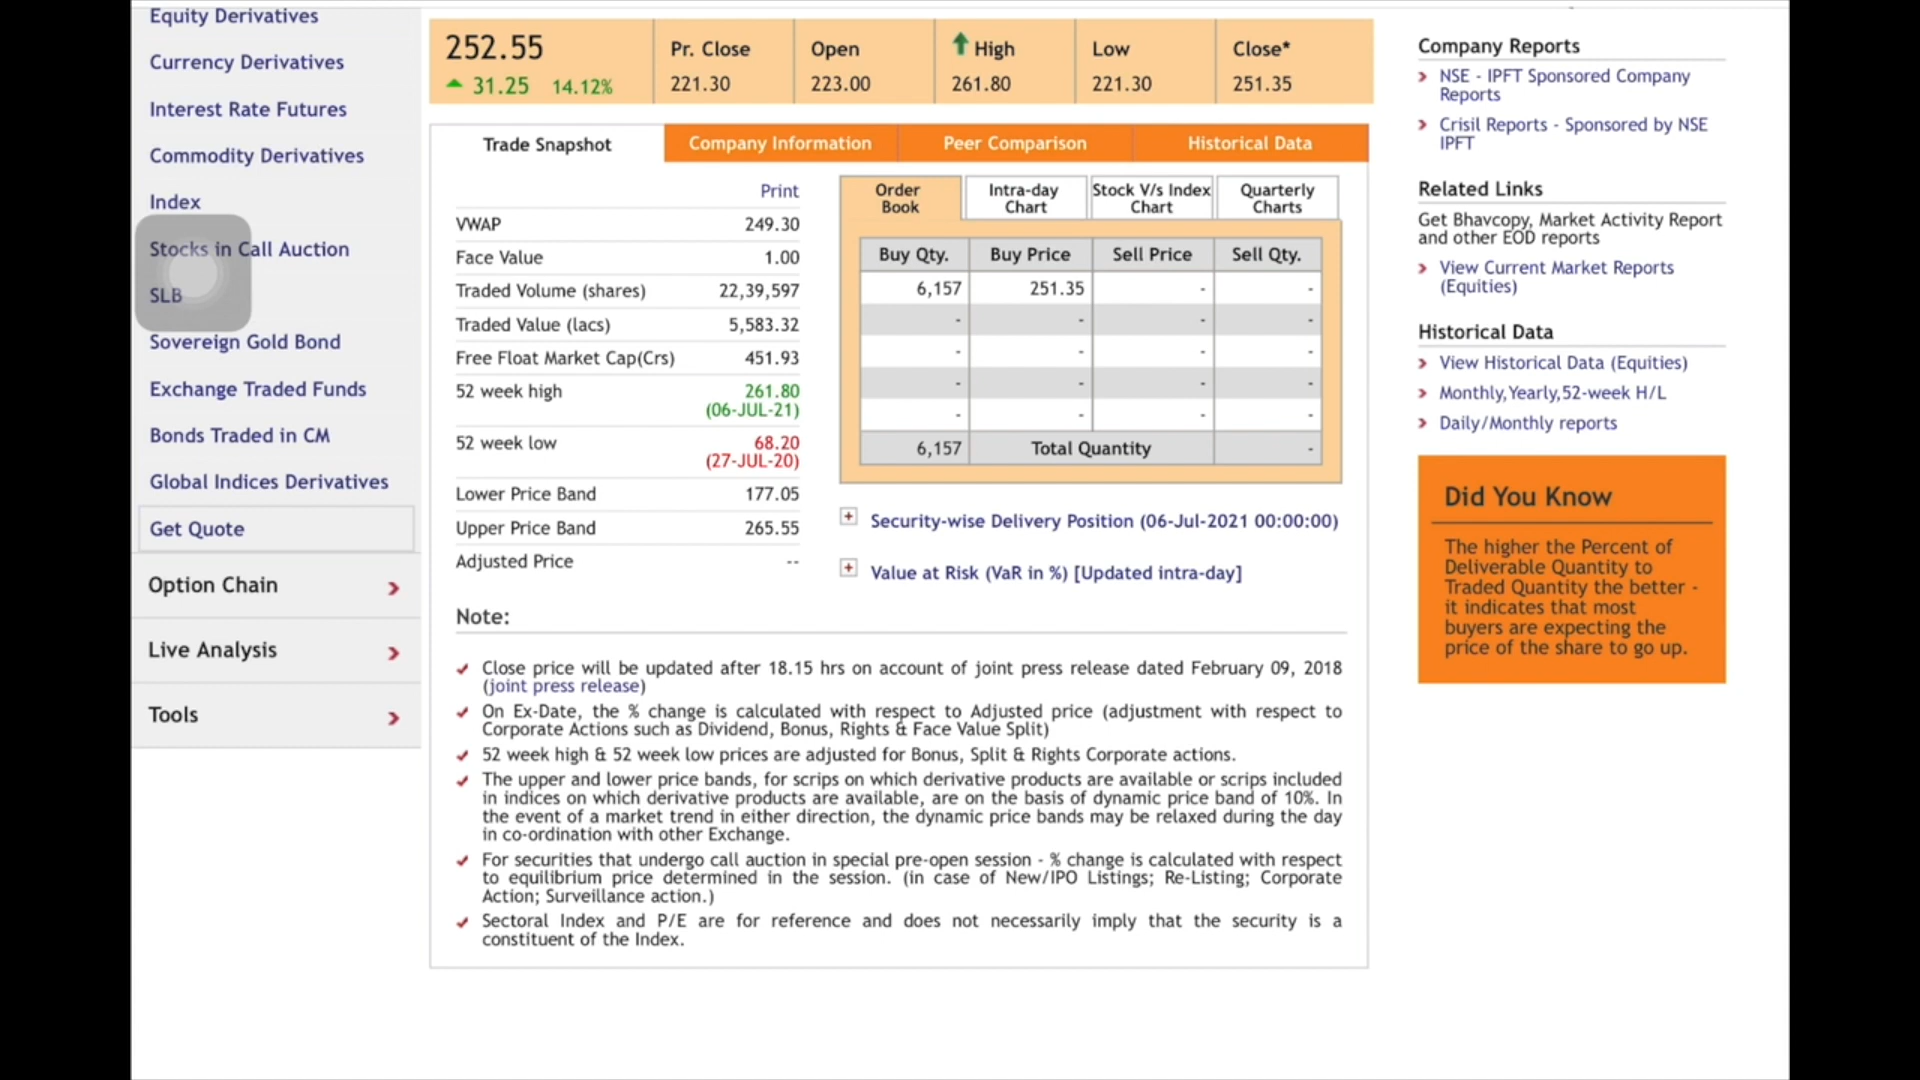 Equity Derivatives
Currency Derivatives
Interest Rate Futures
Commodity Derivatives
Index
Stocks in Call Auction
SLB
Sovereign Gold Bond
Exchange Traded Funds
Bonds Traded in CM
Global Indices Derivatives
Get Quote
Option Chain
Live Analysis
Tools
252.55
31.25 14.12%
Pr. Close
221.30
Open
223.00
High
261.80
Low
221.30
Close*
251.35
Trade Snapshot
Company Information
Peer Comparison
Historical Data
Print
VWAP 249.30
Face Value 1.00
Traded Volume (shares) 22,39,597
Traded Value (lacs) 5,583.32
Free Float Market Cap(Crs) 451.93
52 week high 261.80
(06-JUL-21)
52 week low 68.20
(27-JUL-20)
Lower Price Band 177.05
Upper Price Band 265.55
Adjusted Price --
Order
Book
Intra-day
Chart
Stock V/s Index
Chart
Quarterly
Charts
Buy Qty. Buy Price Sell Price Sell Qty.
6,157 251.35 - -
- - - -
- - - -
- - - -
- - - -
6,157 Total Quantity -
Security-wise Delivery Position (06-Jul-2021 00:00:00)
Value at Risk (VaR in %) [Updated intra-day]
Note:
Close price will be updated after 18.15 hrs on account of joint press release dated February 09, 2018
(joint press release)
On Ex-Date, the % change is calculated with respect to Adjusted price (adjustment with respect to
Corporate Actions such as Dividend, Bonus, Rights & Face Value Split)
52 week high & 52 week low prices are adjusted for Bonus, Split & Rights Corporate actions.
The upper and lower price bands, for scrips on which derivative products are available or scrips included
in indices on which derivative products are available, are on the basis of dynamic price band of 10%. In
the event of a market trend in either direction, the dynamic price bands may be relaxed during the day
in co-ordination with other Exchange.
For securities that undergo call auction in special pre-open session - % change is calculated with respect
to equilibrium price determined in the session. (in case of New/IPO Listings; Re-Listing; Corporate
Action; Surveillance action.)
Sectoral Index and P/E are for reference and does not necessarily imply that the security is a
constituent of the Index.
Company Reports
NSE - IPFT Sponsored Company
Reports
Crisil Reports - Sponsored by NSE
IPFT
Related Links
Get Bhavcopy, Market Activity Report
and other EOD reports
View Current Market Reports
(Equities)
Historical Data
View Historical Data (Equities)
Monthly,Yearly,52-week H/L
Daily/Monthly reports
Did You Know
The higher the Percent of
Deliverable Quantity to
Traded Quantity the better -
it indicates that most
buyers are expecting the
price of the share to go up.